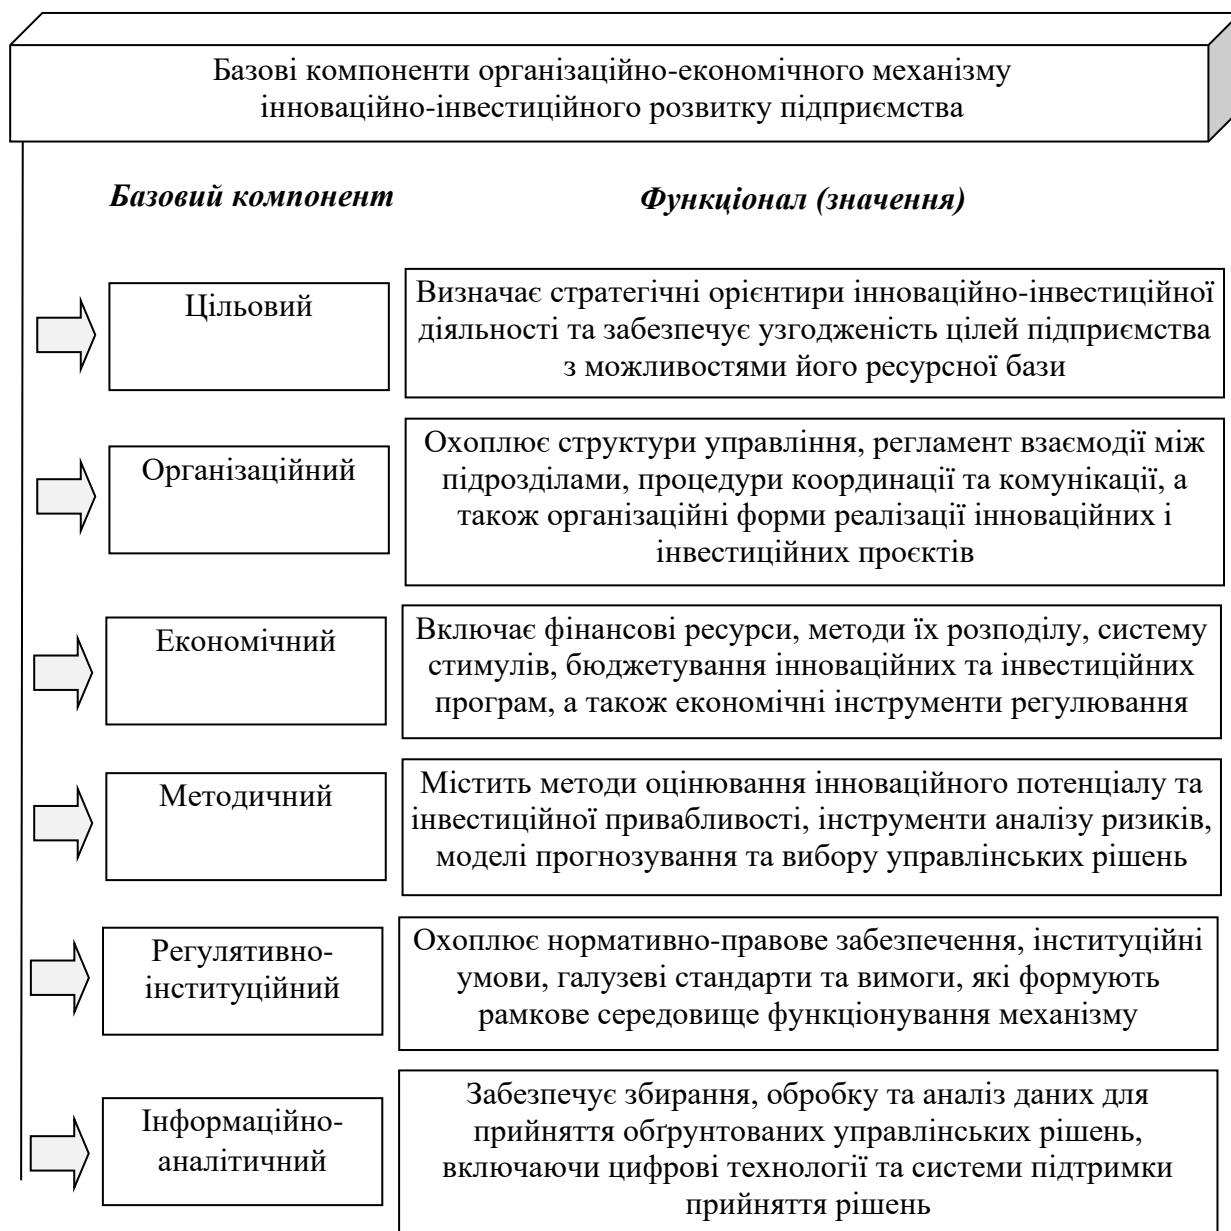 Базові компоненти організаційно-економічного механізму
інноваційно-інвестиційного розвитку підприємства
Базовий компонент
Функціонал (значення)
Цільовий
Визначає стратегічні орієнтири інноваційно-інвестиційної
діяльності та забезпечує узгодженість цілей підприємства
з можливостями його ресурсної бази
Організаційний
Охоплює структури управління, регламент взаємодії між
підрозділами, процедури координації та комунікації, а
також організаційні форми реалізації інноваційних і
інвестиційних проєктів
Економічний
Включає фінансові ресурси, методи їх розподілу, систему
стимулів, бюджетування інноваційних та інвестиційних
програм, а також економічні інструменти регулювання
Методичний
Містить методи оцінювання інноваційного потенціалу та
інвестиційної привабливості, інструменти аналізу ризиків,
моделі прогнозування та вибору управлінських рішень
Регулятивно-
інституційний
Охоплює нормативно-правове забезпечення, інституційні
умови, галузеві стандарти та вимоги, які формують
рамкове середовище функціонування механізму
Інформаційно-
аналітичний
Забезпечує збирання, обробку та аналіз даних для
прийняття обґрунтованих управлінських рішень,
включаючи цифрові технології та системи підтримки
прийняття рішень